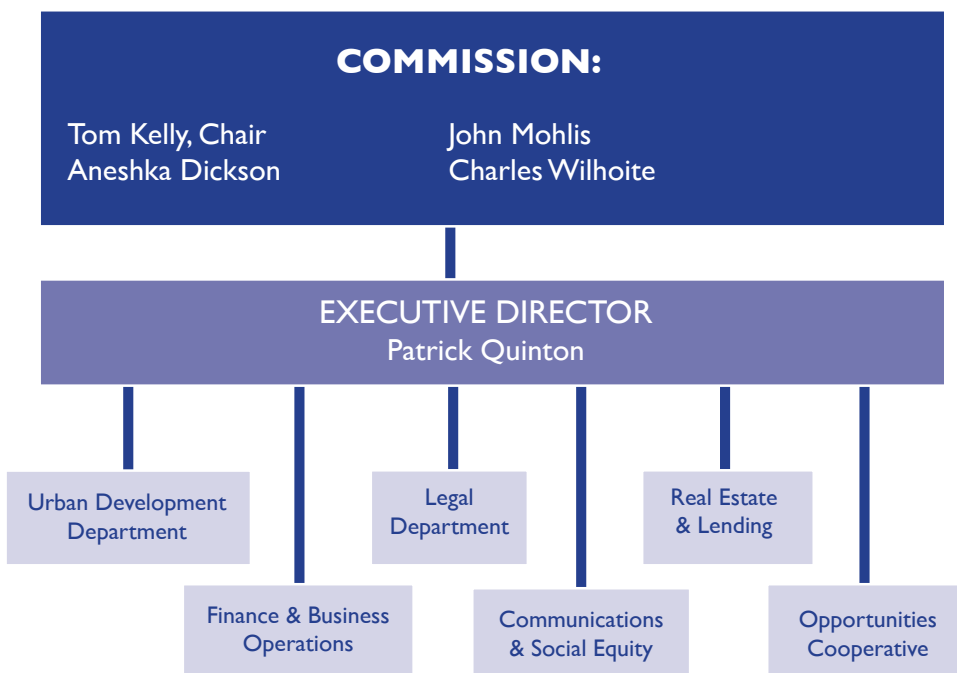 COMMISSION:
Tom Kelly, Chair
Aneshka Dickson
John Mohlis
Charles Wilhoite
EXECUTIVE DIRECTOR
Patrick Quinton
Urban Development
Department
Legal
Department
Real Estate
& Lending
Finance & Business
Operations
Communications
& Social Equity
Opportunities
Cooperative